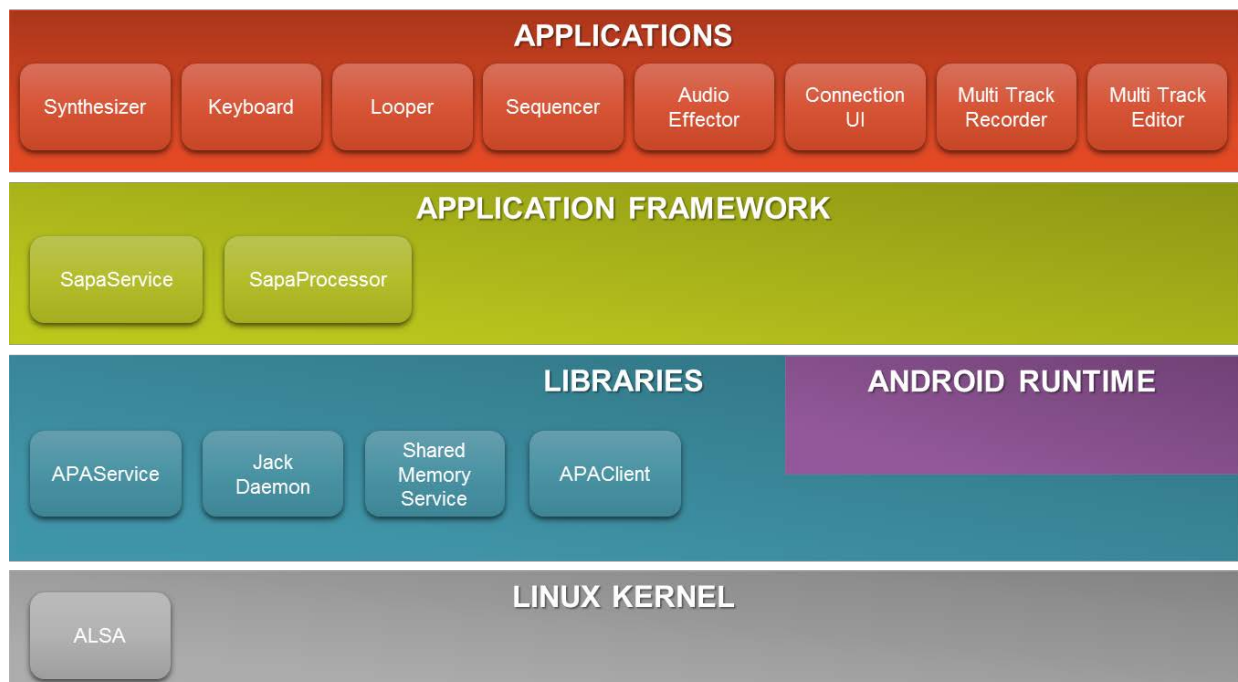 APPLICATIONS
Synthesizer
Keyboard
Looper
Sequencer
Audio
Effector
Connection
UI
Multi Track
Recorder
Multi Track
Editor
APPLICATION FRAMEWORK
SapaService
SapaProcessor
LIBRARIES
APAService
Jack
Daemon
Shared
Memory
Service
APAClient
ANDROID RUNTIME
LINUX KERNEL
ALSA